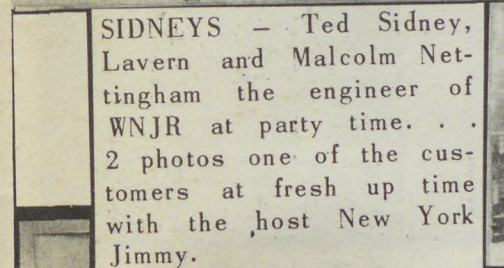 SIDNEYS – Ted Sidney,
Lavern and Malcolm Net-
tingham the engineer of
WNJR at party time. . .
2 photos one of the cus-
tomers at fresh up time
with the host New York
Jimmy.